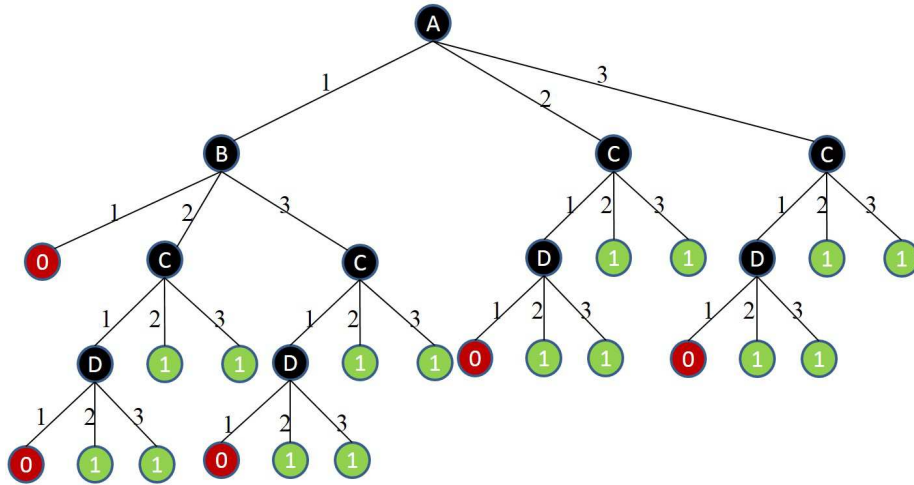 A
1 2 3
B C C
1 2 3 1 2 3 1 2 3
0 C C D 1 1 D 1 1
1 2 3 1 2 3 1 2 3 1 2 3
D 1 1 D 1 1 0 1 1 0 1 1
1 2 3 1 2 3
0 1 1 0 1 1